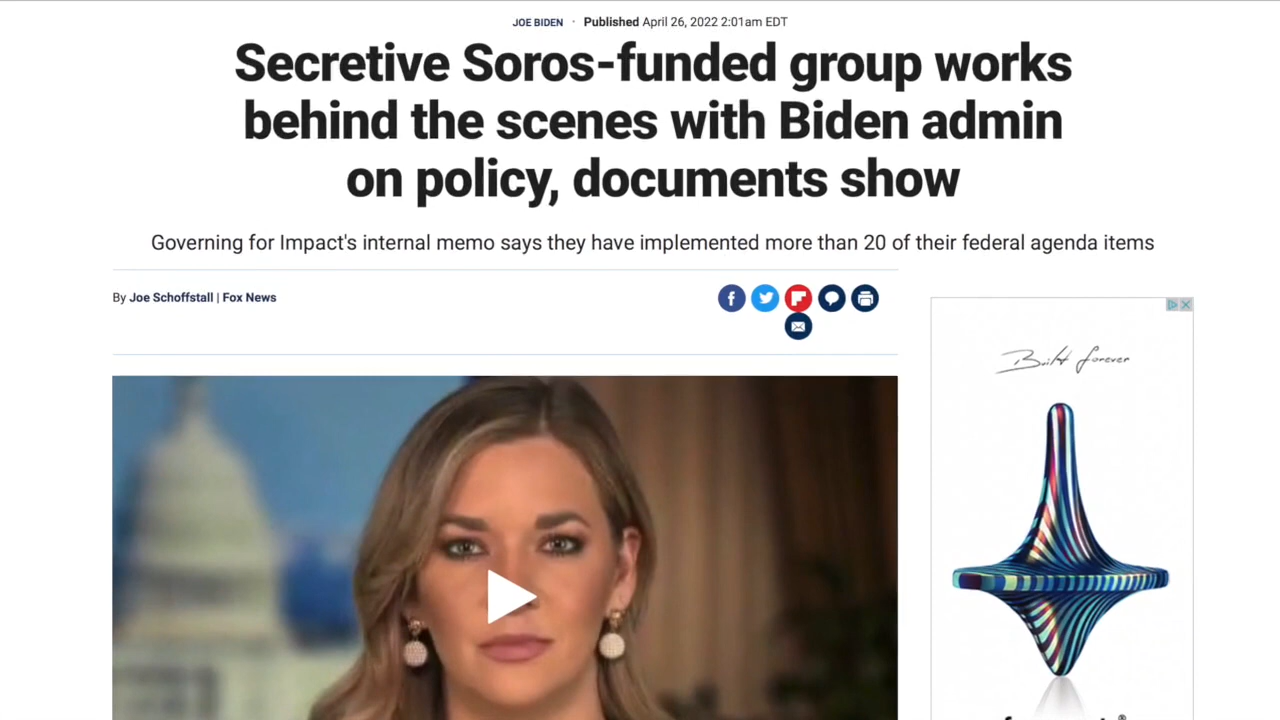 JOE BIDEN · Published April 26, 2022 2:01am EDT
Secretive Soros-funded group works
behind the scenes with Biden admin
on policy, documents show
Governing for Impact's internal memo says they have implemented more than 20 of their federal agenda items
By Joe Schoffstall | Fox News
Built forever